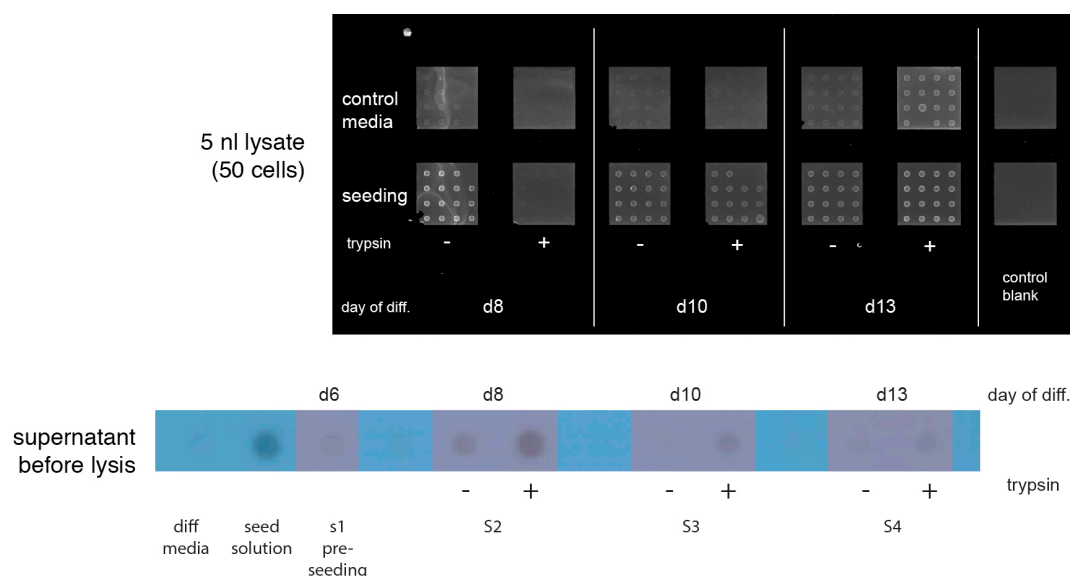 5 nl lysate
(50 cells)
control
media
seeding
trypsin - + - + - +
day of diff. d8 d10 d13
control
blank
d6 d8 d10 d13 day of diff.
supernatant
before lysis
- + - + - + trypsin
diff
media
seed
solution
s1
pre-
seeding
S2 S3 S4